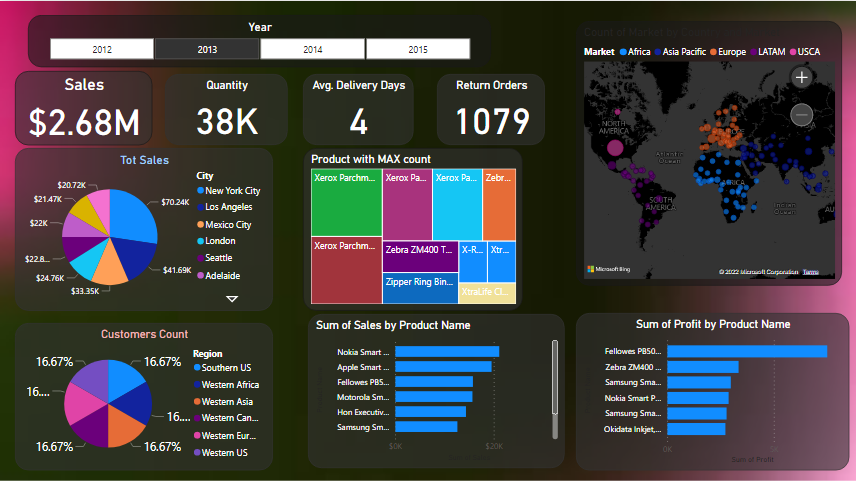 Year
2012
2013
2014
2015
Sales
$2.68M
Quantity
38K
Avg. Delivery Days
4
Return Orders
1079
Count of Market by
Market
Africa
Asia Pacific
Europe
LATAM
USCA
NORTH
AMERICA
EUROPE
Atlantic
Ocean
AFRICA
SOUTH
AMERICA
Indian
Ocean
AU
Microsoft Bing
© 2022 Microsoft Corporation
Terms
Tot Sales
$20.72K
$21.47K
$22K
$22.8...
$24.76K
$33.35K
$41.69K
$70.24K
City
New York City
Los Angeles
Mexico City
London
Seattle
Adelaide
Product with MAX count
Xerox Parchm...
Xerox Pa...
Xerox Pa...
Zebr...
Xerox Parchm...
Zebra ZM400 T...
X-R...
Xtr...
Zipper Ring Bin...
XtraLife Cl...
Customers Count
16.67%
16.67%
16....
16....
16.67%
16.67%
Region
Southern US
Western Africa
Western Asia
Western Can...
Western Eur...
Western US
Sum of Sales by Product Name
Nokia Smart ...
Apple Smart ...
Fellowes PB5...
Motorola Sm...
Hon Executiv...
Samsung Sm...
$0K
$20K
Sum of Profit by Product Name
Fellowes PB50...
Zebra ZM400 ...
Samsung Sma...
Nokia Smart P...
Samsung Sma...
Okidata Inkjet,...
0K
Sum of Profit